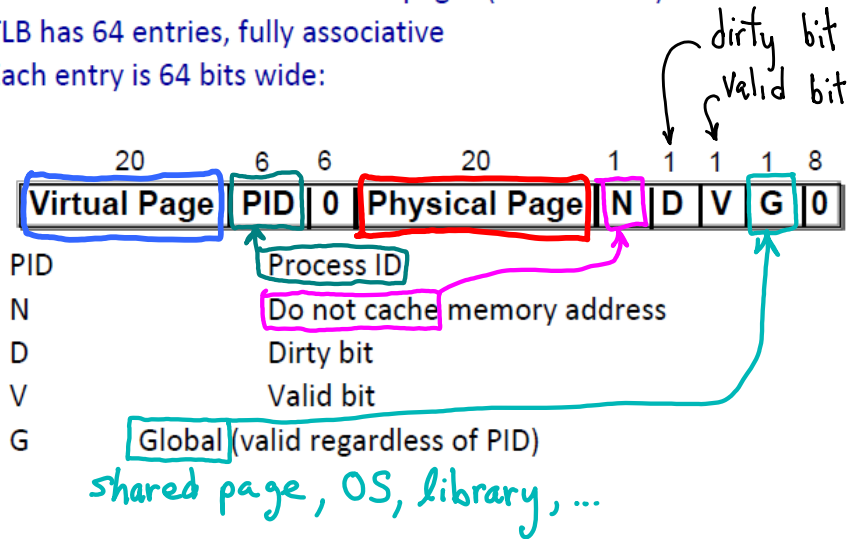 LB has 64 entries, fully associative
dirty bit
ach entry is 64 bits wide:
valid bit
20 6 6 20 1 1 1 1 8
Virtual Page PID 0 Physical Page N D V G 0
PID Process ID
N Do not cache memory address
D Dirty bit
V Valid bit
G Global (valid regardless of PID)
shared page, OS, library, ...